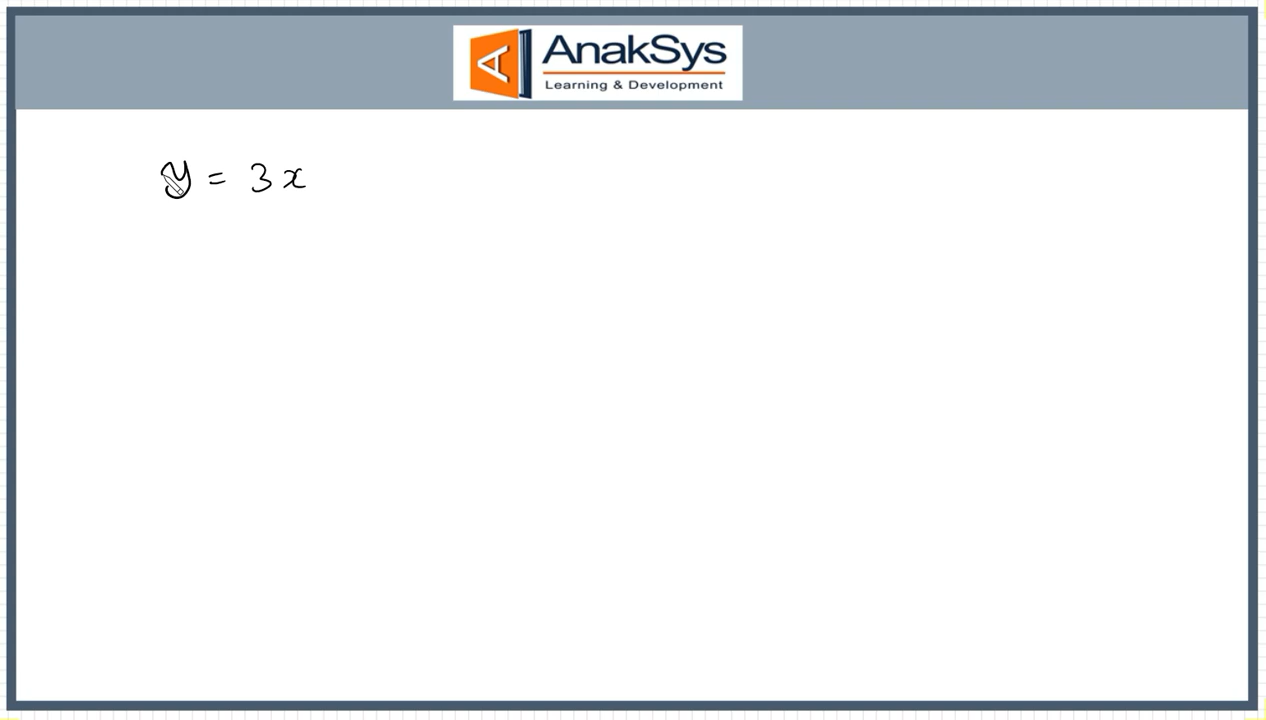 AnakSys
Learning & Development
y = 3x